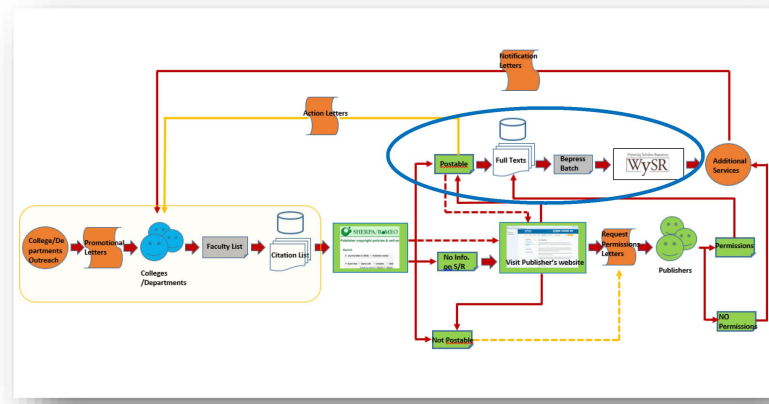 Notification
Letters
Action Letters
Postable
Full Texts
Bepress
Batch
WySR
Additional
Services
College/De
partments
Outreach
Promotional
Letters
Colleges
/Departments
Faculty List
Citation List
SHERPA/RoMEO
Publisher copyright policies & self-
No Info.
on S/R
Visit Publisher's website
Request
Permissions
Letters
Publishers
Permissions
NO
Permissions
Not Postable